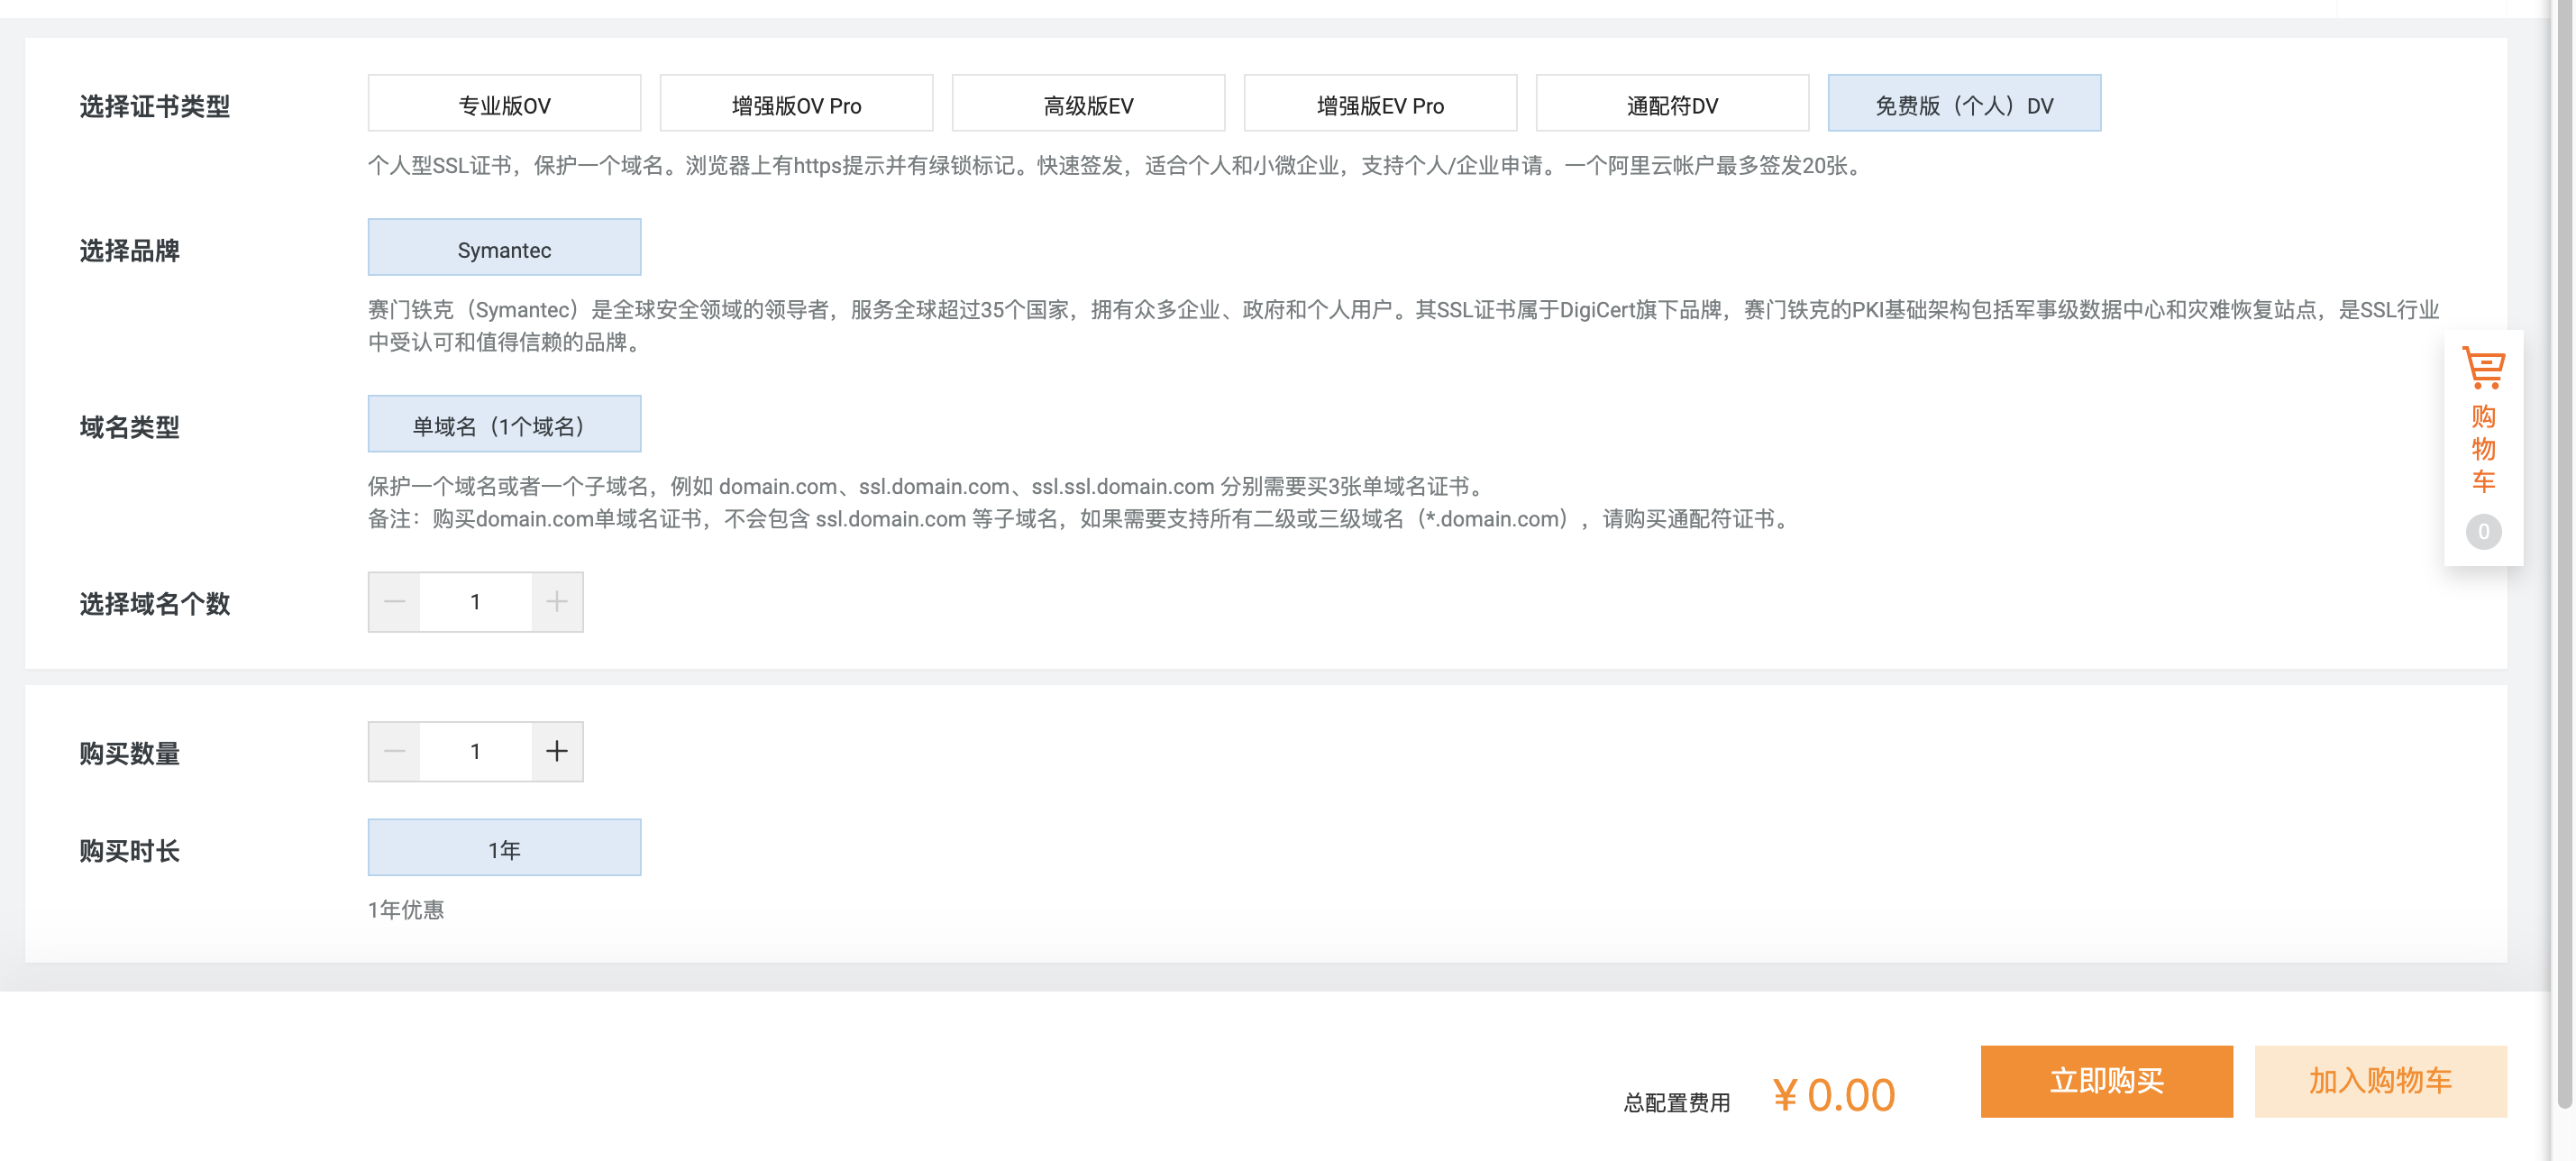 选择证书类型
专业版OV
增强版OV Pro
高级版EV
增强版EV Pro
通配符DV
免费版（个人）DV
个人型SSL证书，保护一个域名。浏览器上有https提示并有绿锁标记。快速签发，适合个人和小微企业，支持个人/企业申请。一个阿里云帐户最多签发20张。
选择品牌
Symantec
赛门铁克（Symantec）是全球安全领域的领导者，服务全球超过35个国家，拥有众多企业、政府和个人用户。其SSL证书属于DigiCert旗下品牌，赛门铁克的PKI基础架构包括军事级数据中心和灾难恢复站点，是SSL行业
中受认可和值得信赖的品牌。
域名类型
单域名（1个域名）
保护一个域名或者一个子域名，例如 domain.com、ssl.domain.com、ssl.ssl.domain.com 分别需要买3张单域名证书。
备注：购买domain.com单域名证书，不会包含 ssl.domain.com 等子域名，如果需要支持所有二级或三级域名（*.domain.com），请购买通配符证书。
选择域名个数
1
购买数量
1
购买时长
1年
1年优惠
购
物
车
0
总配置费用
¥ 0.00
立即购买
加入购物车